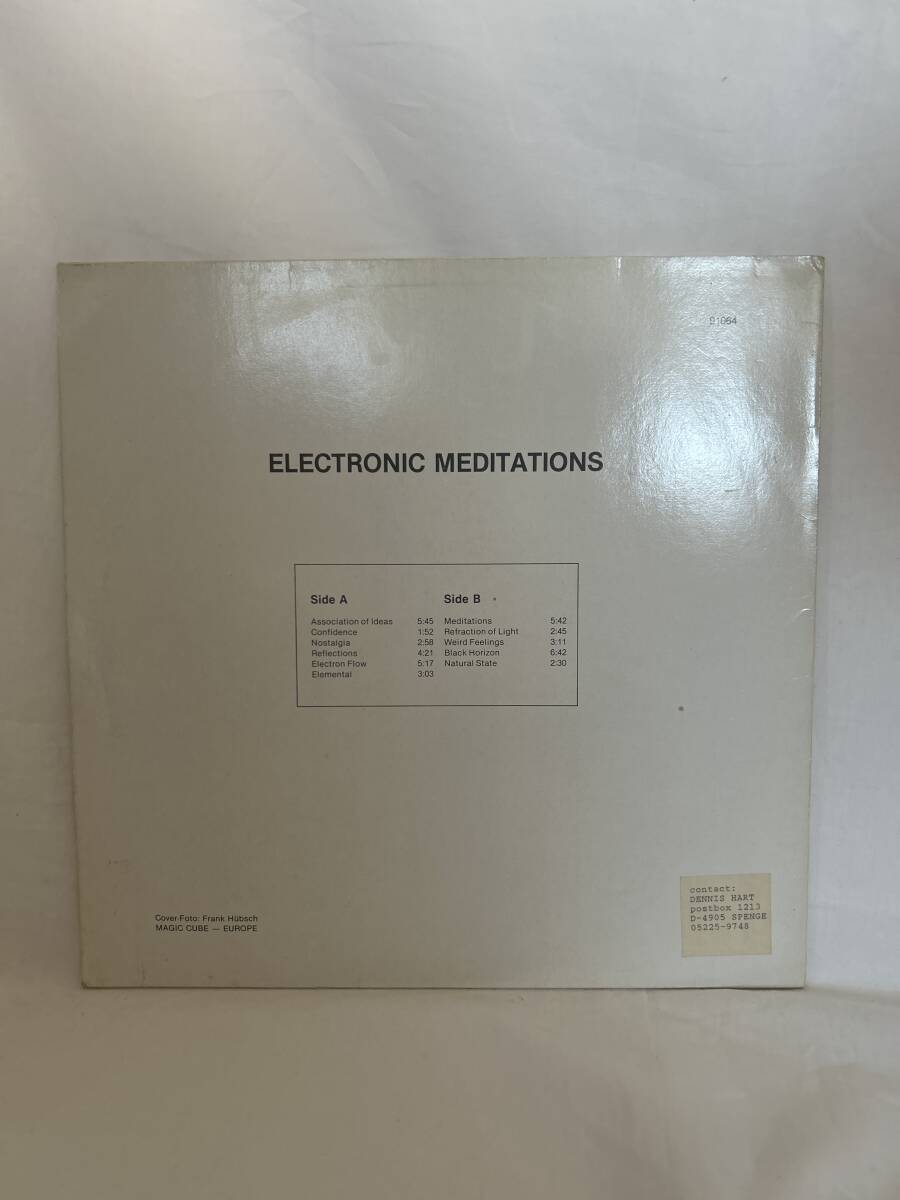 91064
ELECTRONIC MEDITATIONS
Side A
Association of Ideas 5:45
Confidence 1:52
Nostalgia 2:58
Reflections 4:21
Electron Flow 5:17
Elemental 3:03
Side B
Meditations 5:42
Refraction of Light 2:45
Weird Feelings 3:11
Black Horizon 6:42
Natural State 2:30
Cover-Foto: Frank Hübsch
MAGIC CUBE — EUROPE
contact:
DENNIS HART
postbox 1213
D-4905 SPENGE
05225-9748